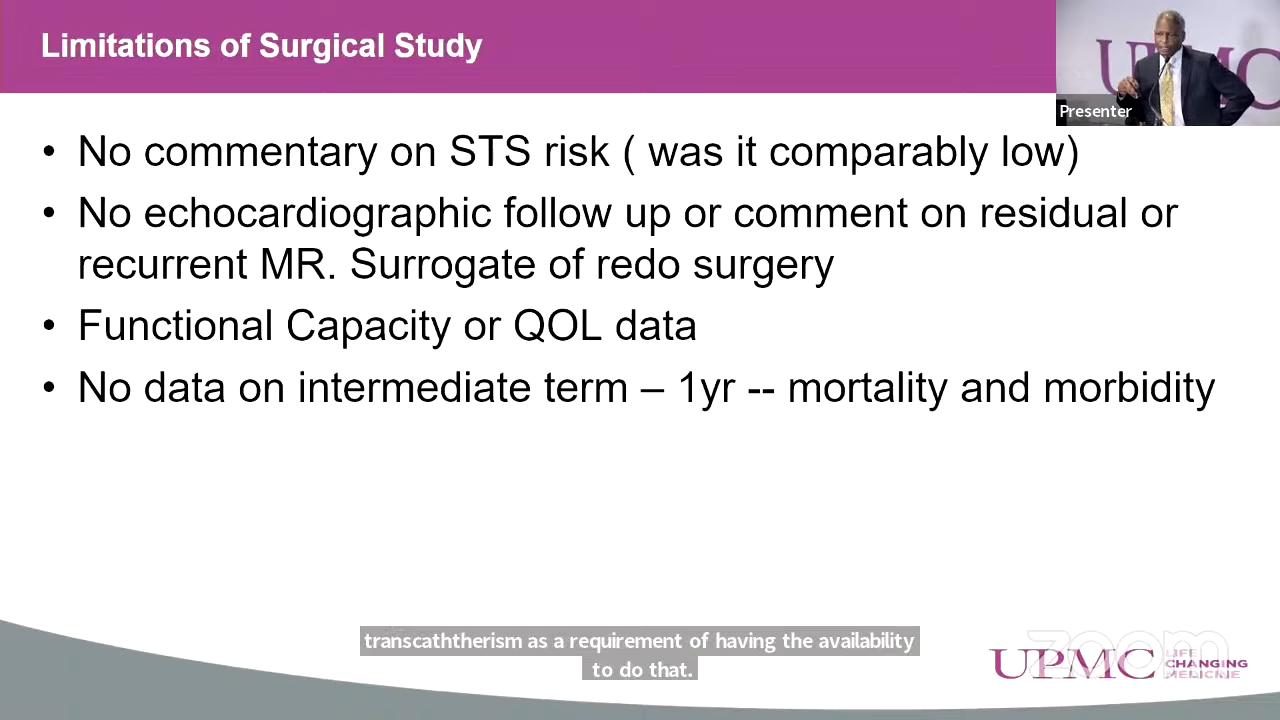 Limitations of Surgical Study
UPMC
Presenter
• No commentary on STS risk ( was it comparably low)
• No echocardiographic follow up or comment on residual or
recurrent MR. Surrogate of redo surgery
• Functional Capacity or QOL data
• No data on intermediate term – 1yr -- mortality and morbidity
transcaththerism as a requirement of having the availability
to do that.
zoom
UPMC
LIFE
CHANGING
MEDICINE